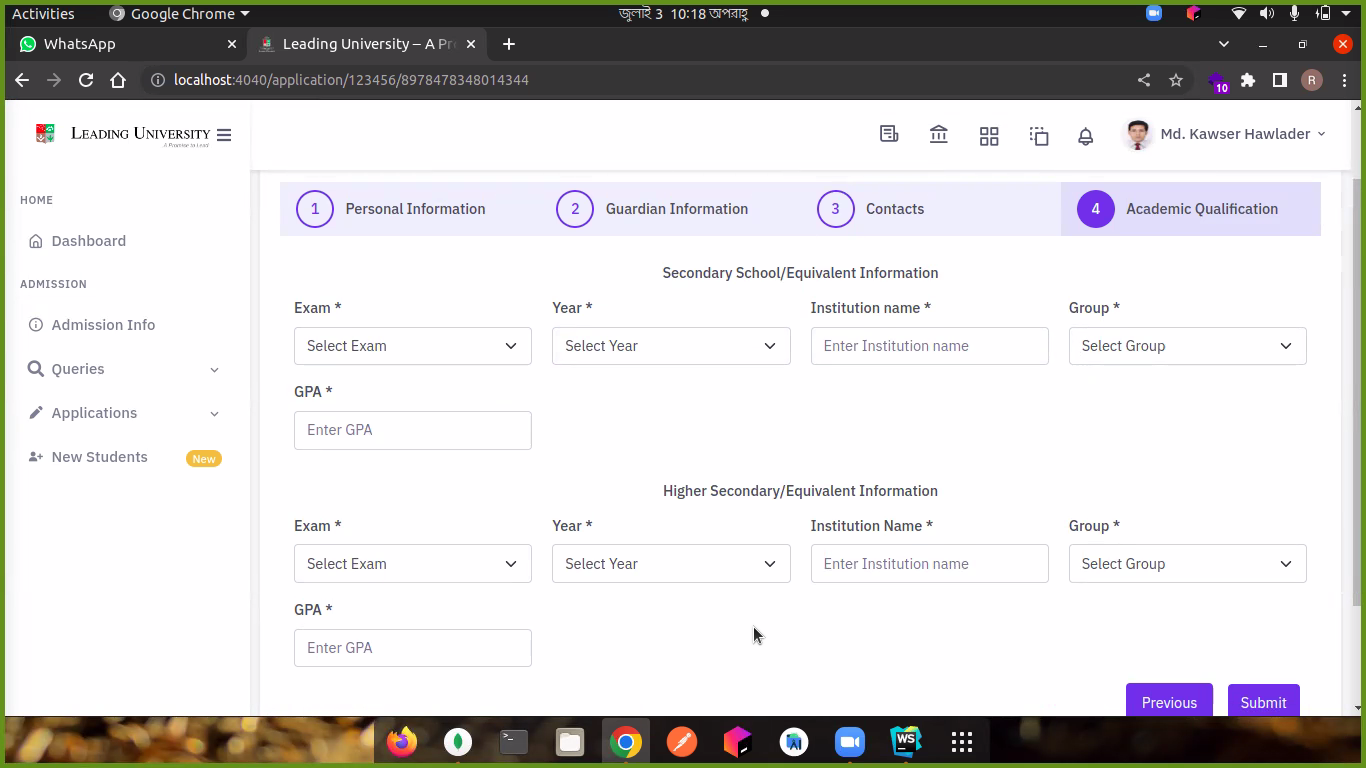 Activities Google Chrome জুলাই 3 10:18 অপরাহ্ণ
WhatsApp Leading University – A Pr
localhost:4040/application/123456/8978478348014344 10 R
LEADING UNIVERSITY
A Promise to Lead
Md. Kawser Hawlader
HOME
Dashboard
ADMISSION
Admission Info
Queries
Applications
New Students New
1 Personal Information 2 Guardian Information 3 Contacts 4 Academic Qualification
Secondary School/Equivalent Information
Exam * Year * Institution name * Group *
Select Exam Select Year Enter Institution name Select Group
GPA *
Enter GPA
Higher Secondary/Equivalent Information
Exam * Year * Institution Name * Group *
Select Exam Select Year Enter Institution name Select Group
GPA *
Enter GPA
Previous Submit
WS